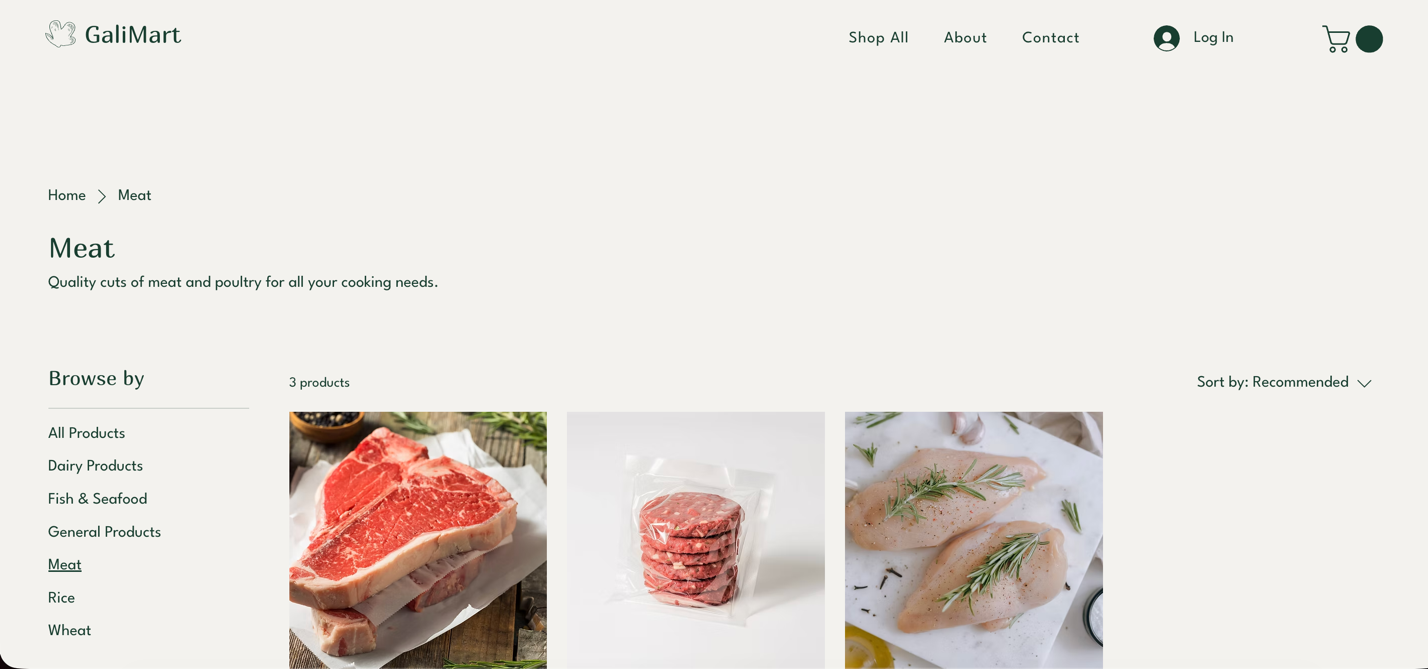 GaliMart
Shop All
About
Contact
Log In
Home
Meat
Meat
Quality cuts of meat and poultry for all your cooking needs.
Browse by
All Products
Dairy Products
Fish & Seafood
General Products
Meat
Rice
Wheat
3 products
Sort by: Recommended